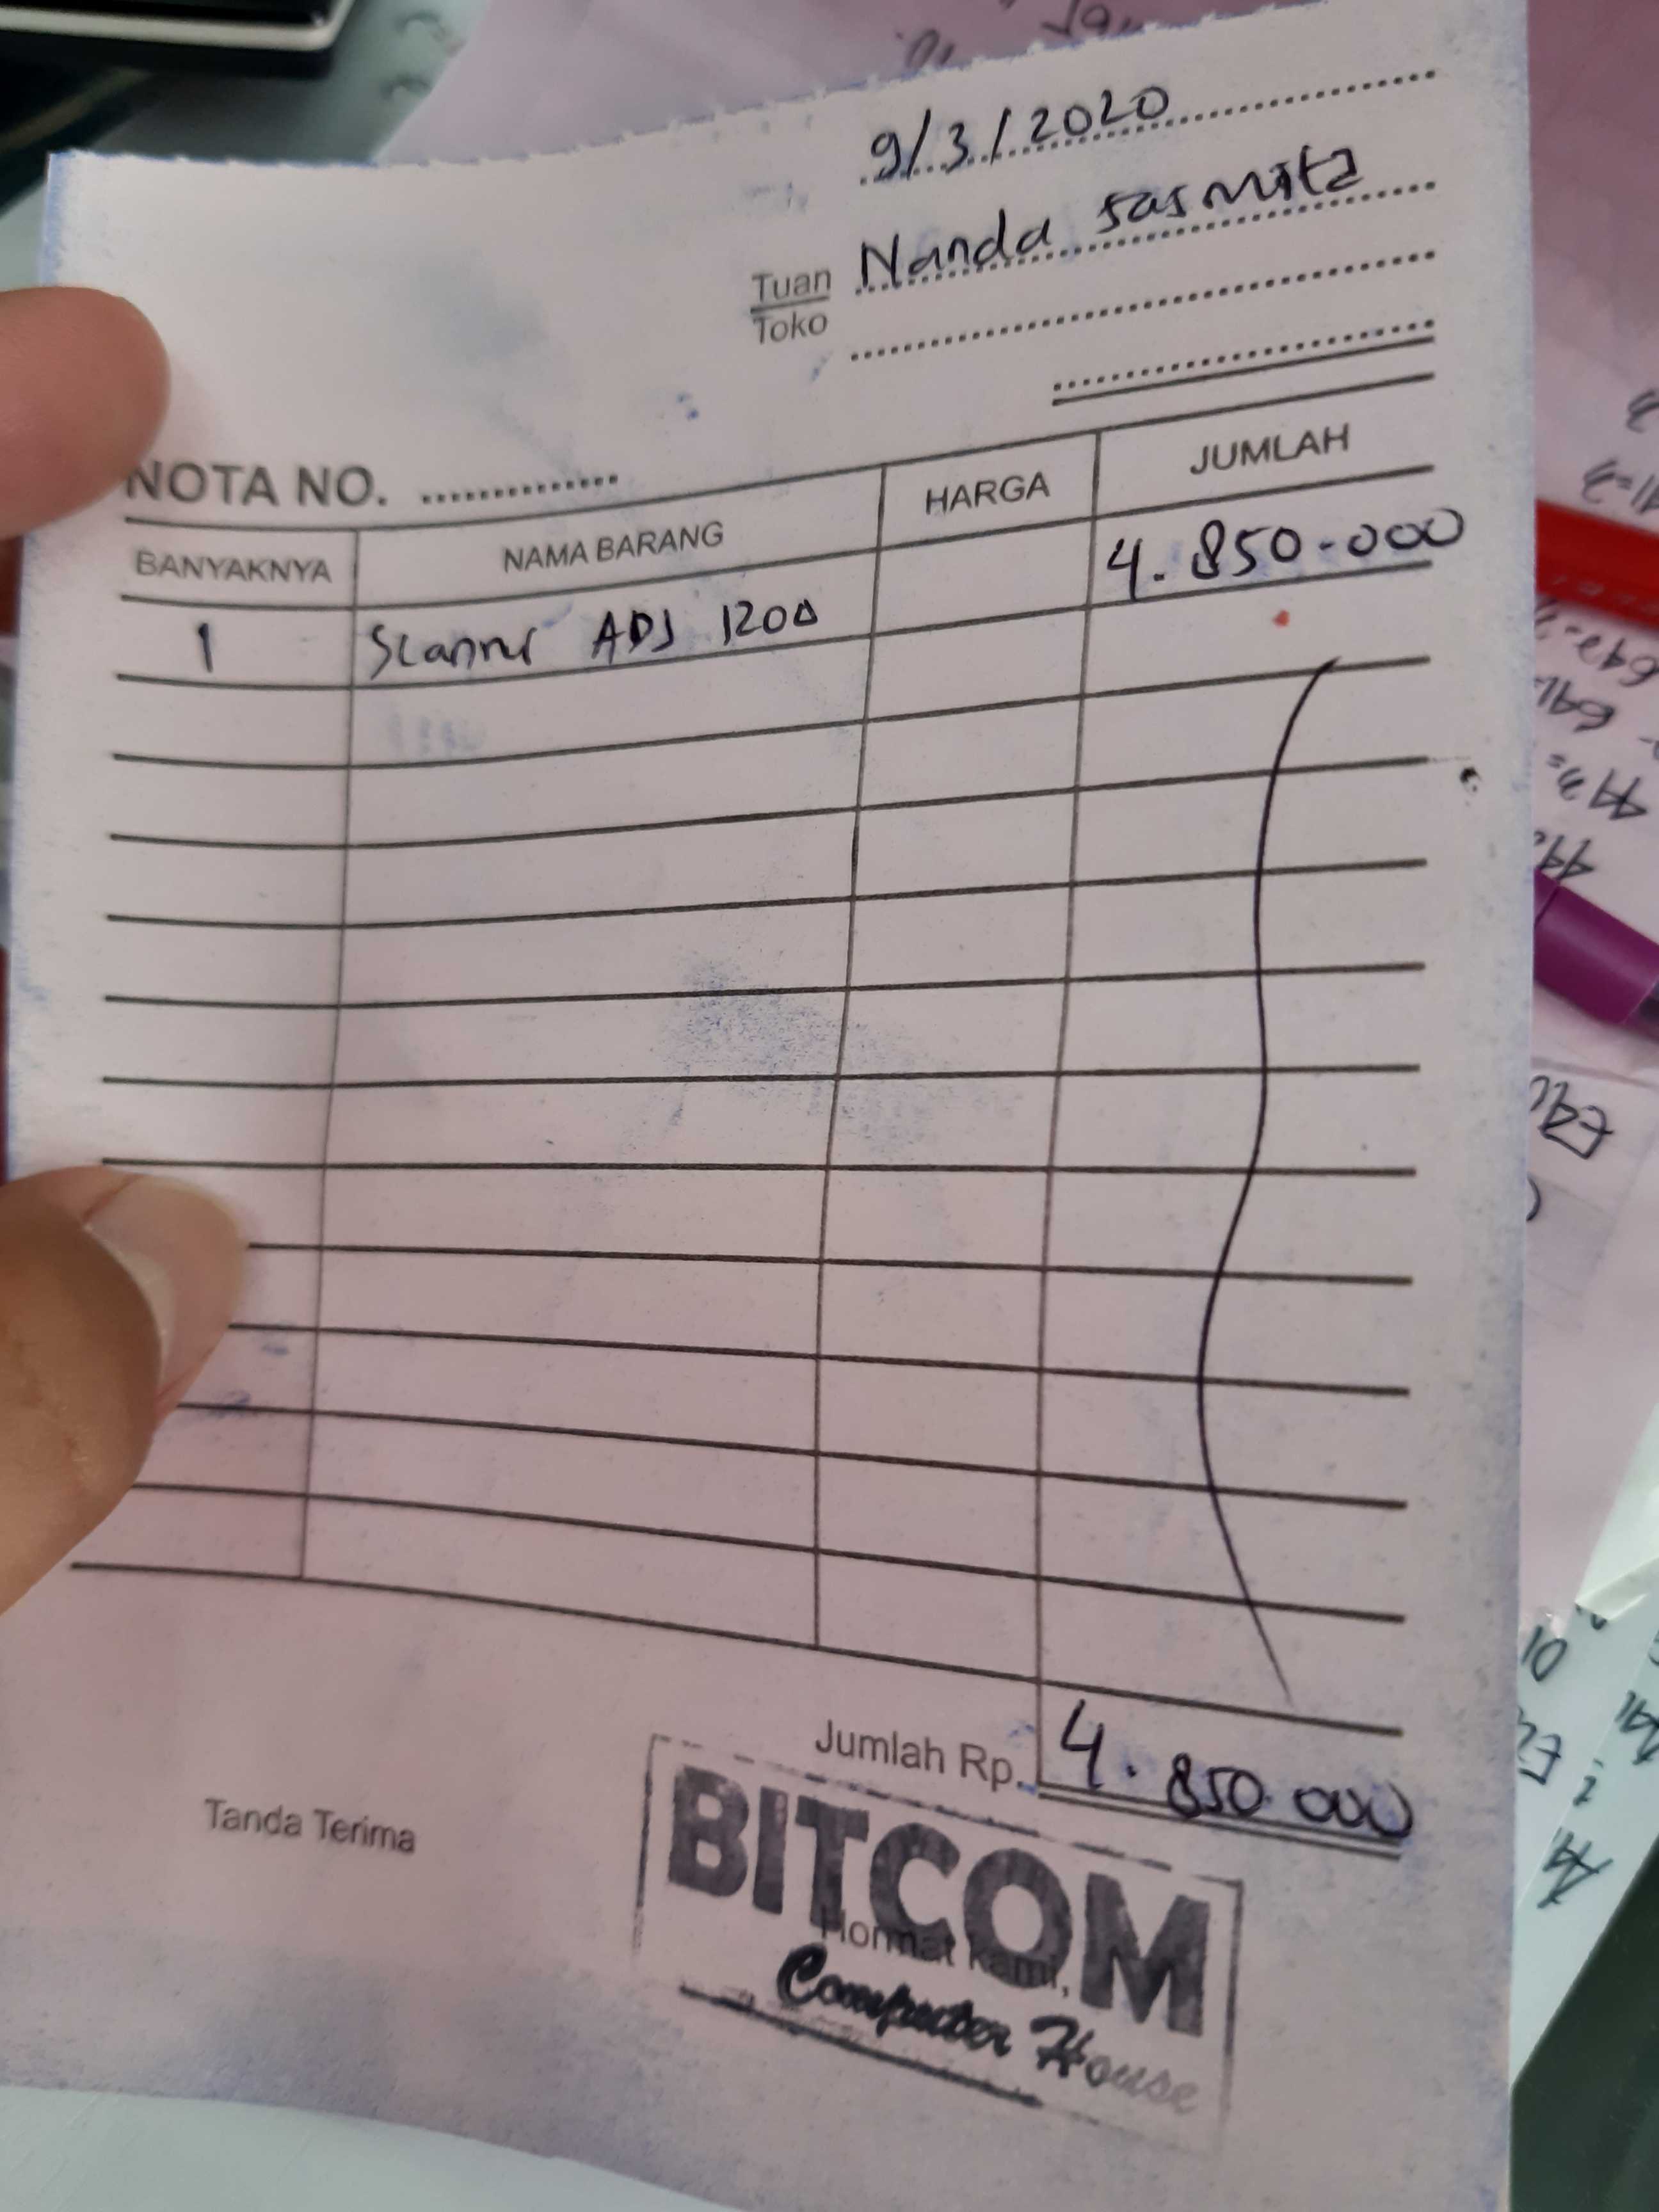 9/3/2020
Tuan Nanda sasmita
Toko
NOTA NO.
BANYAKNYA NAMA BARANG HARGA JUMLAH
1 Scanner ADS 1200 4.850.000
Jumlah Rp. 4.850.000
Tanda Terima
BITCOM
Hormat kami,
Computer House